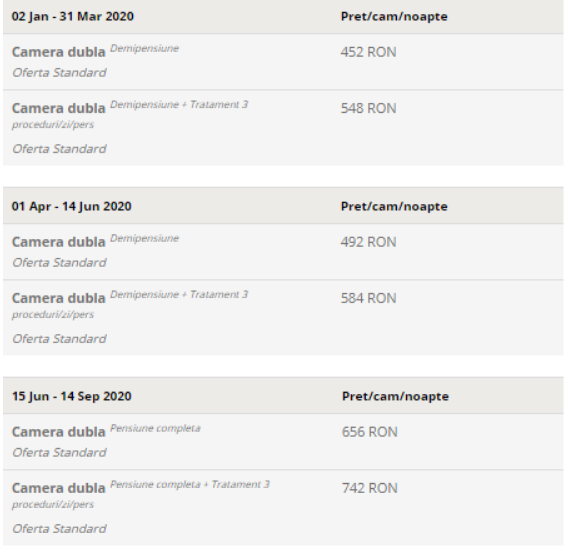 02 Jan - 31 Mar 2020 Pret/cam/noapte
Camera dubla Demipensiune 452 RON
Oferta Standard
Camera dubla Demipensiune + Tratament 3 548 RON
proceduri/zi/pers
Oferta Standard
01 Apr - 14 Jun 2020 Pret/cam/noapte
Camera dubla Demipensiune 492 RON
Oferta Standard
Camera dubla Demipensiune + Tratament 3 584 RON
proceduri/zi/pers
Oferta Standard
15 Jun - 14 Sep 2020 Pret/cam/noapte
Camera dubla Pensiune completa 656 RON
Oferta Standard
Camera dubla Pensiune completa + Tratament 3 742 RON
proceduri/zi/pers
Oferta Standard